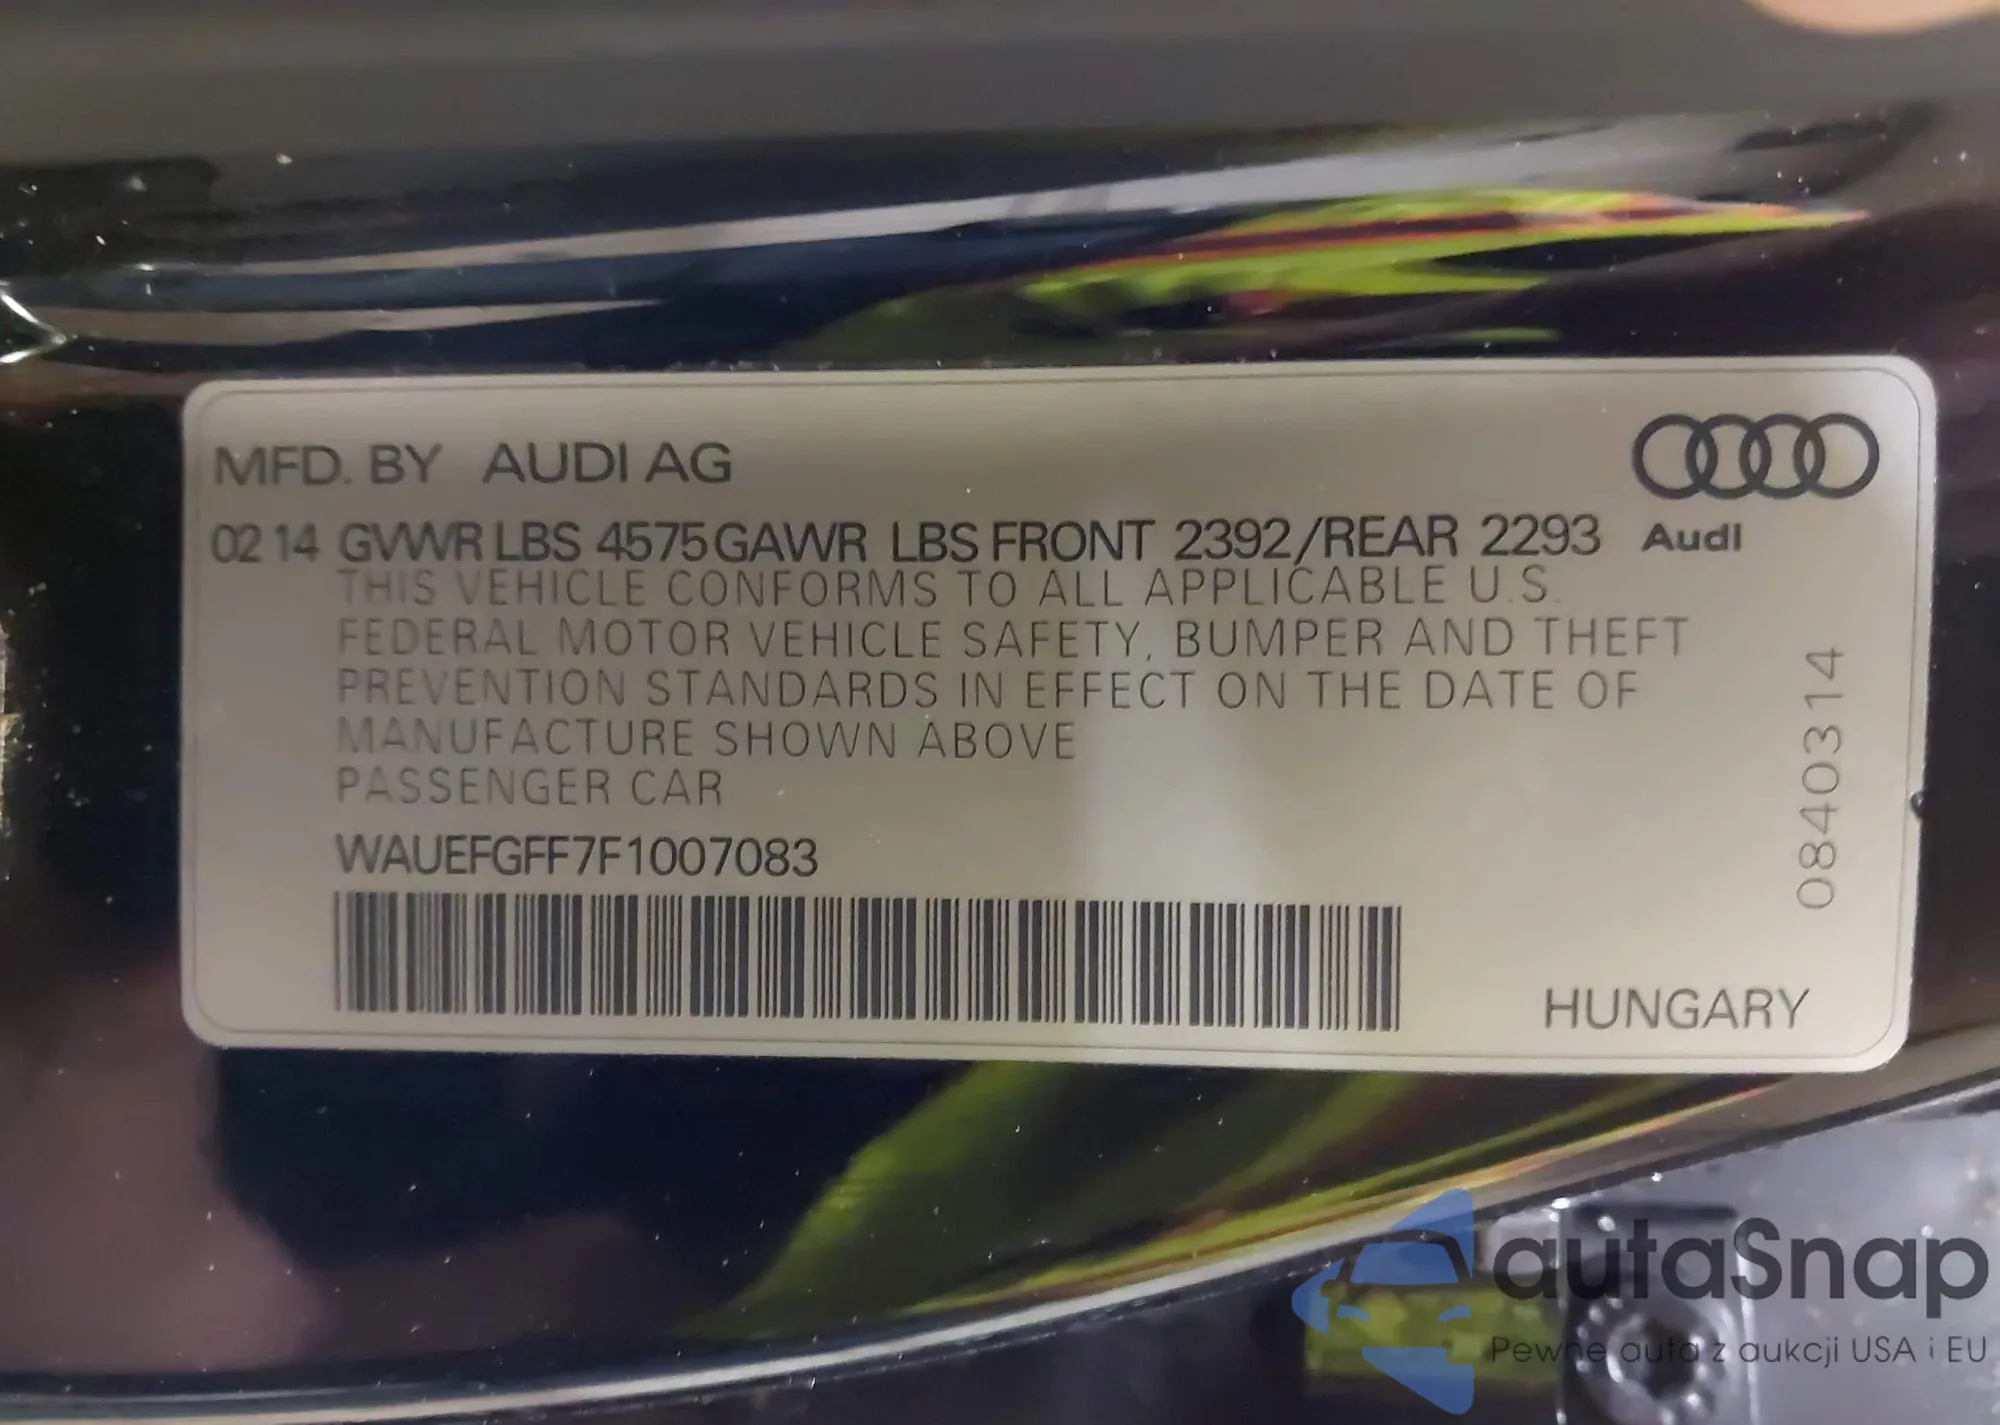 MFD. BY AUDI AG
02 14 GVWR LBS 4575 GAWR LBS FRONT 2392/REAR 2293
Audi
THIS VEHICLE CONFORMS TO ALL APPLICABLE U.S.
FEDERAL MOTOR VEHICLE SAFETY, BUMPER AND THEFT
PREVENTION STANDARDS IN EFFECT ON THE DATE OF
MANUFACTURE SHOWN ABOVE
PASSENGER CAR
WAUEFGFF7F1007083
0840314
HUNGARY
autaSnap
Pewne auta z aukcji USA i EU